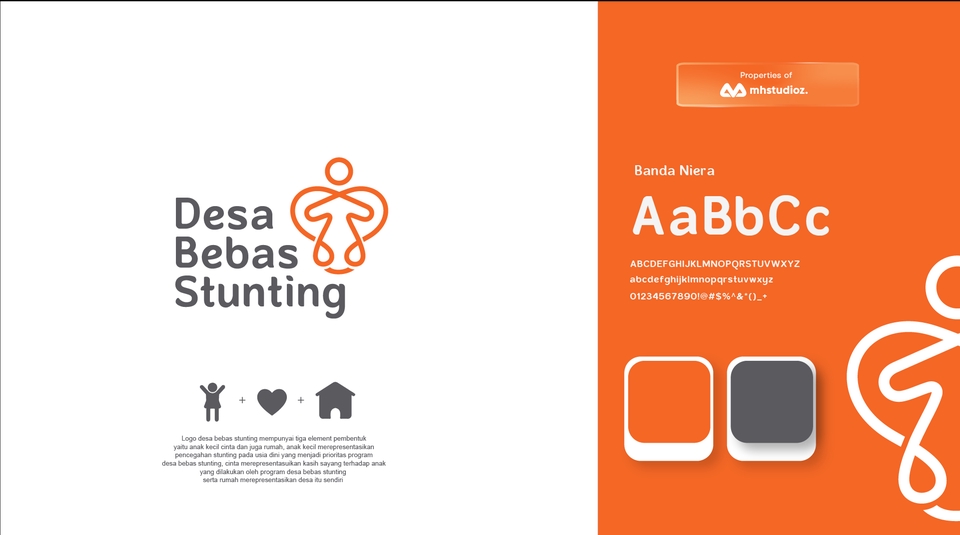 Desa
Bebas
Stunting
+ +
Logo desa bebas stunting mempunyai tiga element pembentuk
yaitu anak kecil cinta dan juga rumah, anak kecil merepresentasikan
pencegahan stunting pada usia dini yang menjadi prioritas program
desa bebas stunting, cinta merepresentasuikan kasih sayang terhadap anak
yang dilakukan oleh program desa bebas stunting
serta rumah merepresentasikan desa itu sendiri
Properties of
mhstudioz.
Banda Niera
AaBbCc
ABCDEFGHIJKLMNOPQRSTUVWXYZ
abcdefghijklmnopqrstuvwxyz
01234567890!@#$%^&*()_+